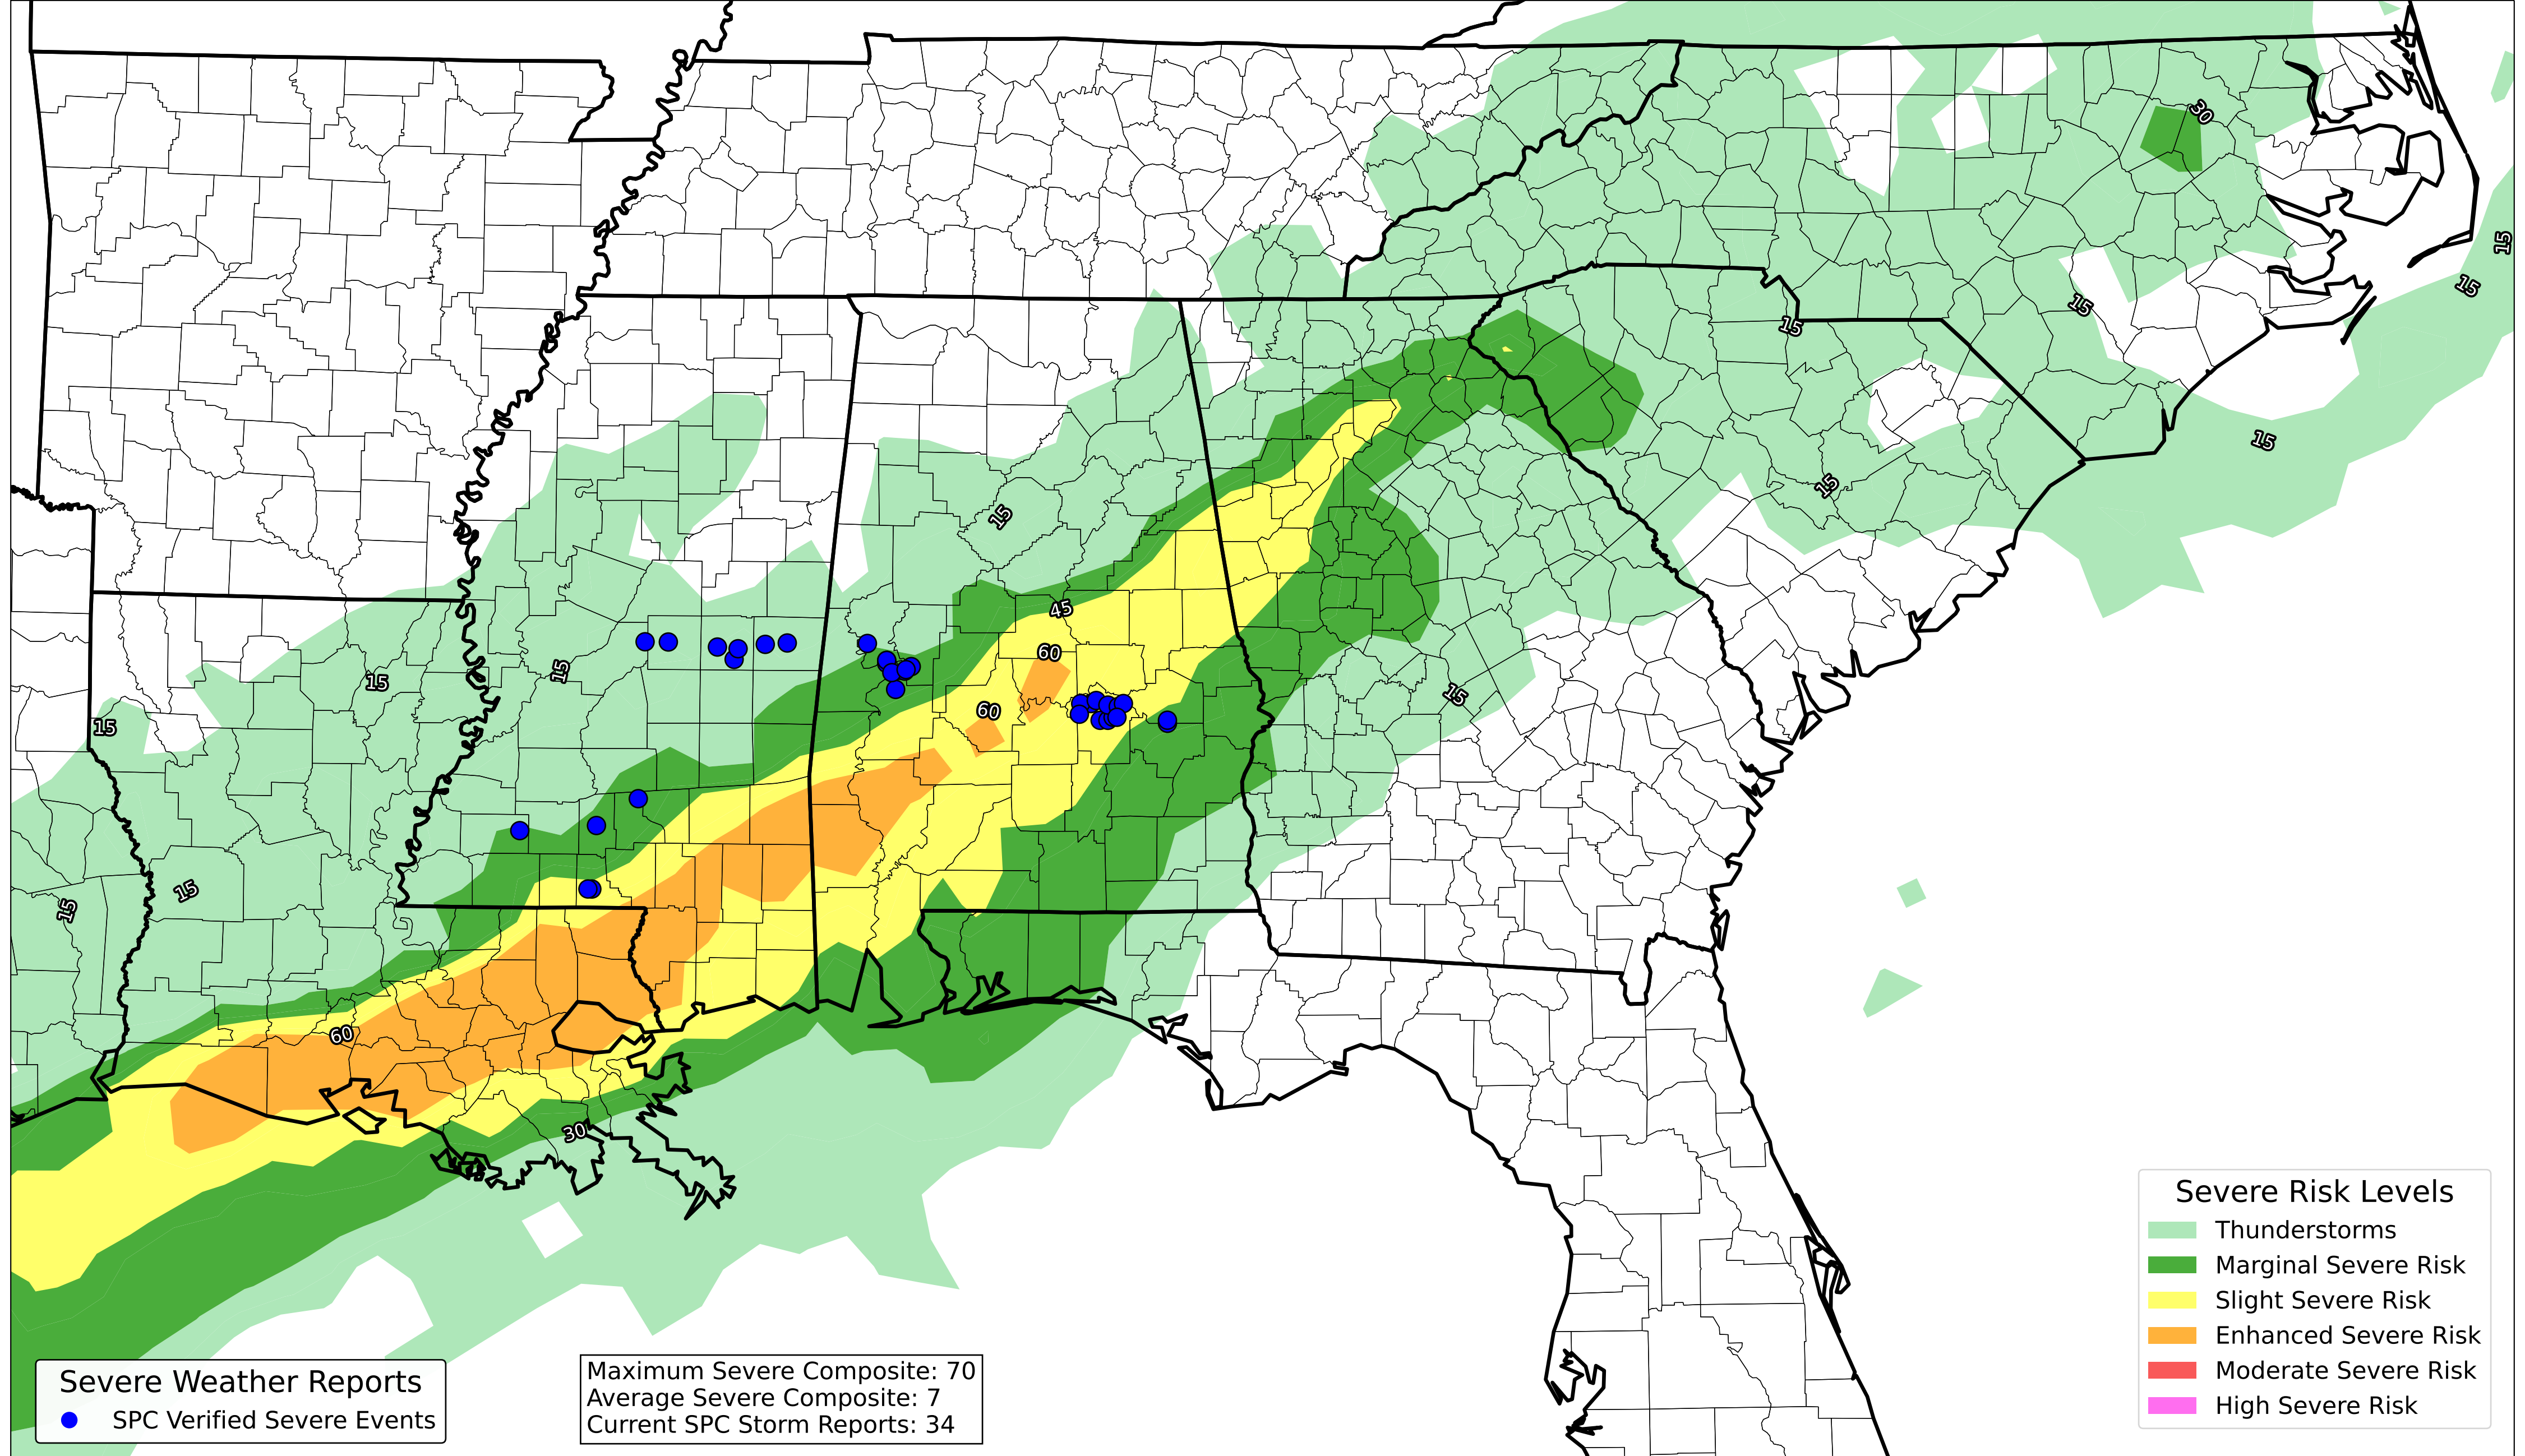 30
15
15
15
15
15
15
15
45
60
15
15
15
15
60
15
15
15
60
30
Severe Risk Levels
Thunderstorms
Marginal Severe Risk
Slight Severe Risk
Enhanced Severe Risk
Moderate Severe Risk
High Severe Risk
Severe Weather Reports
SPC Verified Severe Events
Maximum Severe Composite: 70
Average Severe Composite: 7
Current SPC Storm Reports: 34